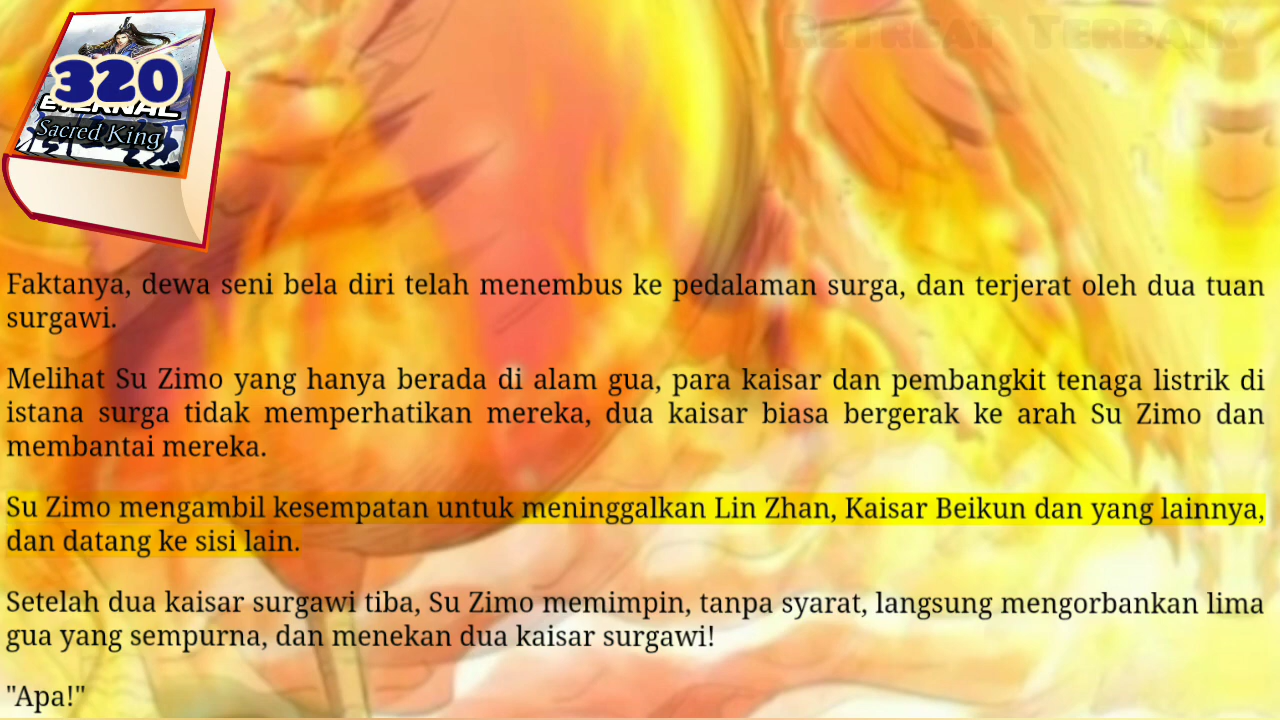 RETREAT TERBAIK
320
ETERNAL
Sacred King
Faktanya, dewa seni bela diri telah menembus ke pedalaman surga, dan terjerat oleh dua tuan
surgawi.
Melihat Su Zimo yang hanya berada di alam gua, para kaisar dan pembangkit tenaga listrik di
istana surga tidak memperhatikan mereka, dua kaisar biasa bergerak ke arah Su Zimo dan
membantai mereka.
Su Zimo mengambil kesempatan untuk meninggalkan Lin Zhan, Kaisar Beikun dan yang lainnya,
dan datang ke sisi lain.
Setelah dua kaisar surgawi tiba, Su Zimo memimpin, tanpa syarat, langsung mengorbankan lima
gua yang sempurna, dan menekan dua kaisar surgawi!
"Apa!"